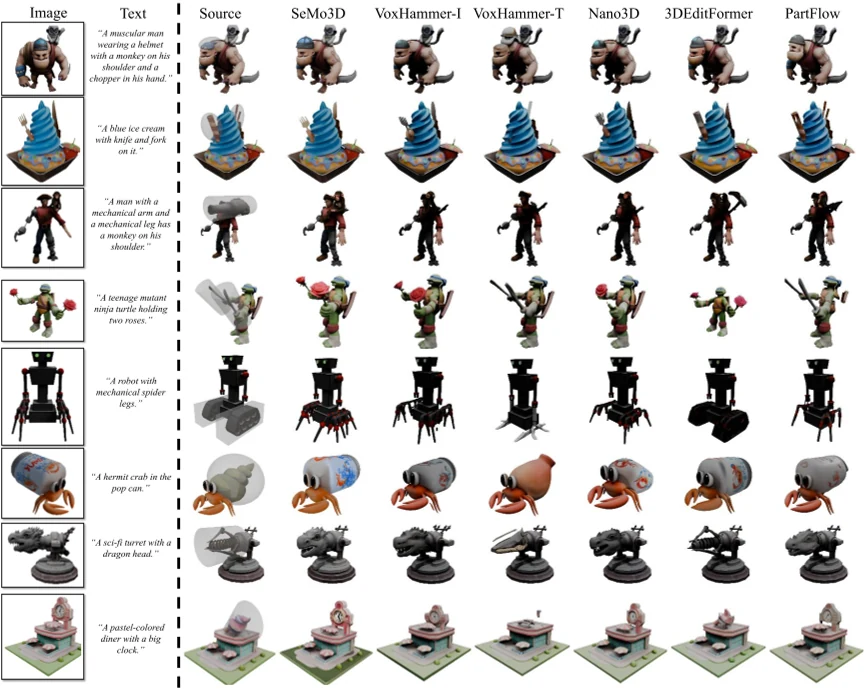 Image Text Source SeMo3D VoxHammer-I VoxHammer-T Nano3D 3DEditFormer PartFlow
“A muscular man
wearing a helmet
with a monkey on his
shoulder and a
chopper in his hand.”
“A blue ice cream
with knife and fork
on it.”
“A man with a
mechanical arm and
a mechanical leg has
a monkey on his
shoulder.”
“A teenage mutant
ninja turtle holding
two roses.”
“A robot with
mechanical spider
legs.”
“A hermit crab in the
pop can.”
“A sci-fi turret with a
dragon head.”
“A pastel-colored
diner with a big
clock.”